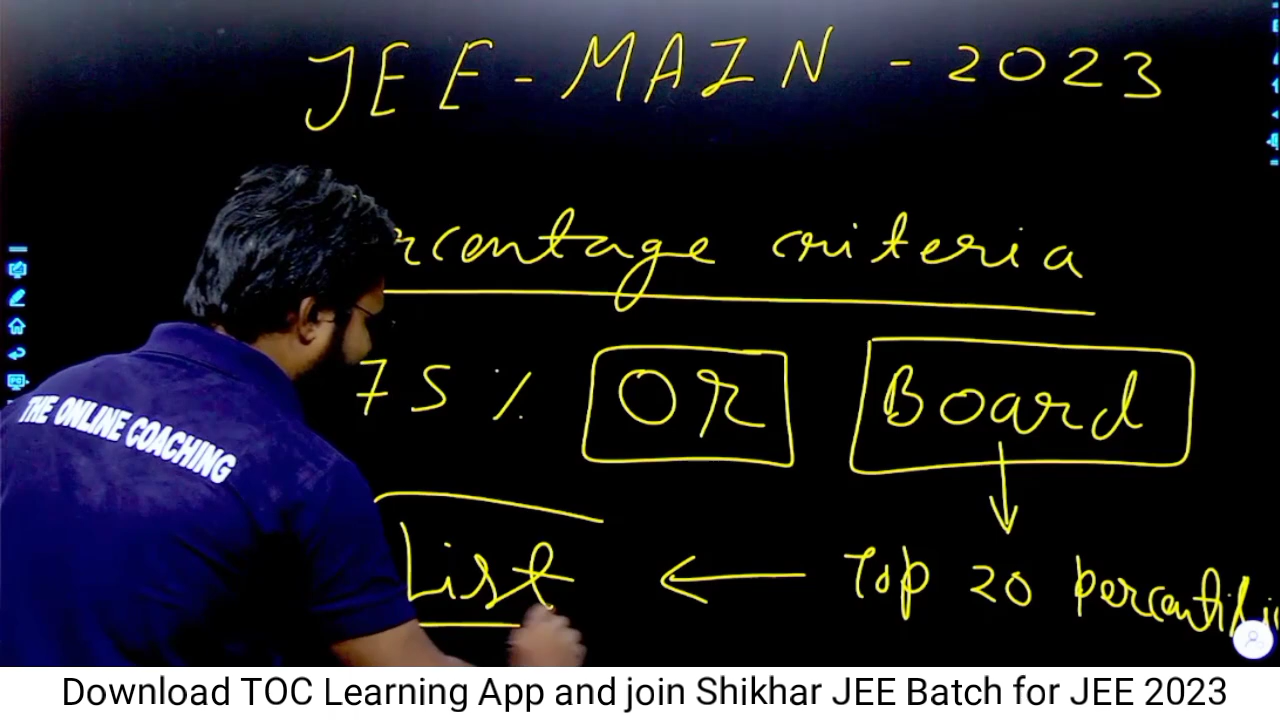 JEE - MAIN - 2023
rcentage criteria
75 % OR Board
List ← Top 20 percentile
THE ONLINE COACHING
Download TOC Learning App and join Shikhar JEE Batch for JEE 2023